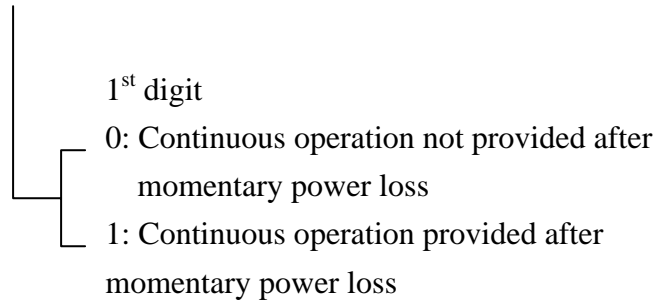 1st digit
0: Continuous operation not provided after
momentary power loss
1: Continuous operation provided after
momentary power loss